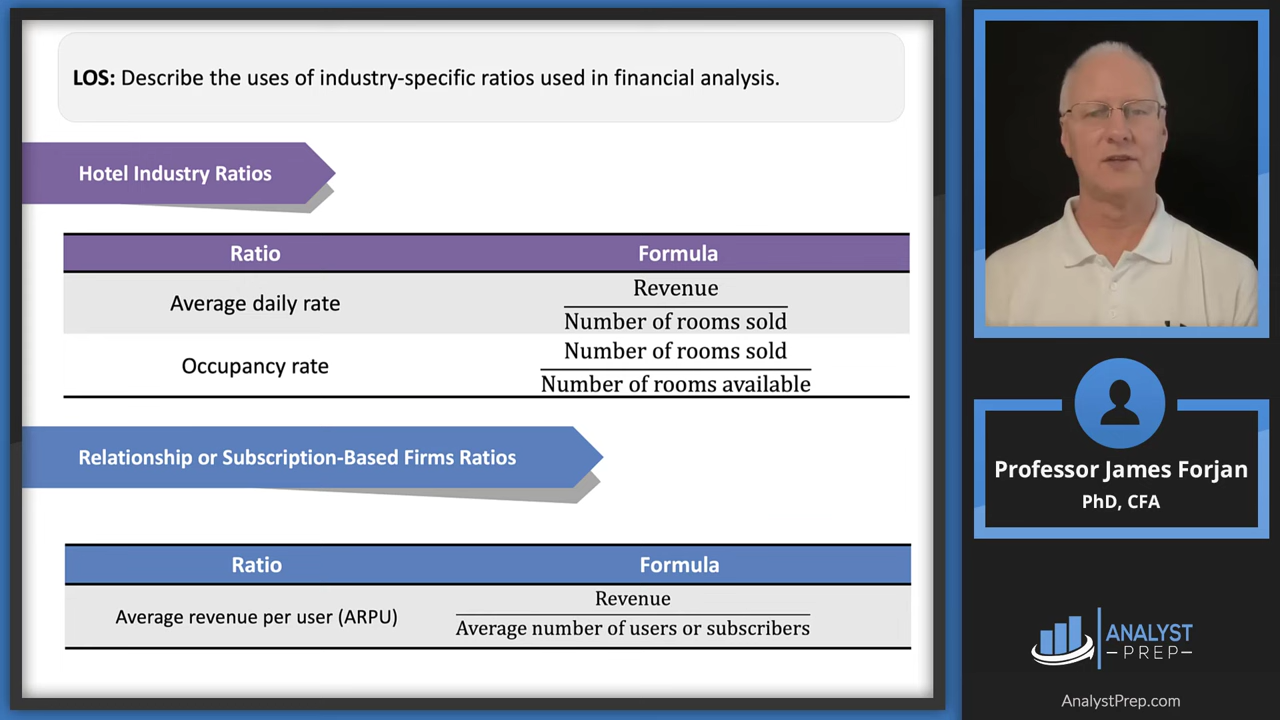 LOS: Describe the uses of industry-specific ratios used in financial analysis.
Hotel Industry Ratios
Ratio Formula
Average daily rate
Revenue
Number of rooms sold
Occupancy rate
Number of rooms sold
Number of rooms available
Relationship or Subscription-Based Firms Ratios
Ratio Formula
Average revenue per user (ARPU)
Revenue
Average number of users or subscribers
Professor James Forjan
PhD, CFA
ANALYST
PREP
AnalystPrep.com